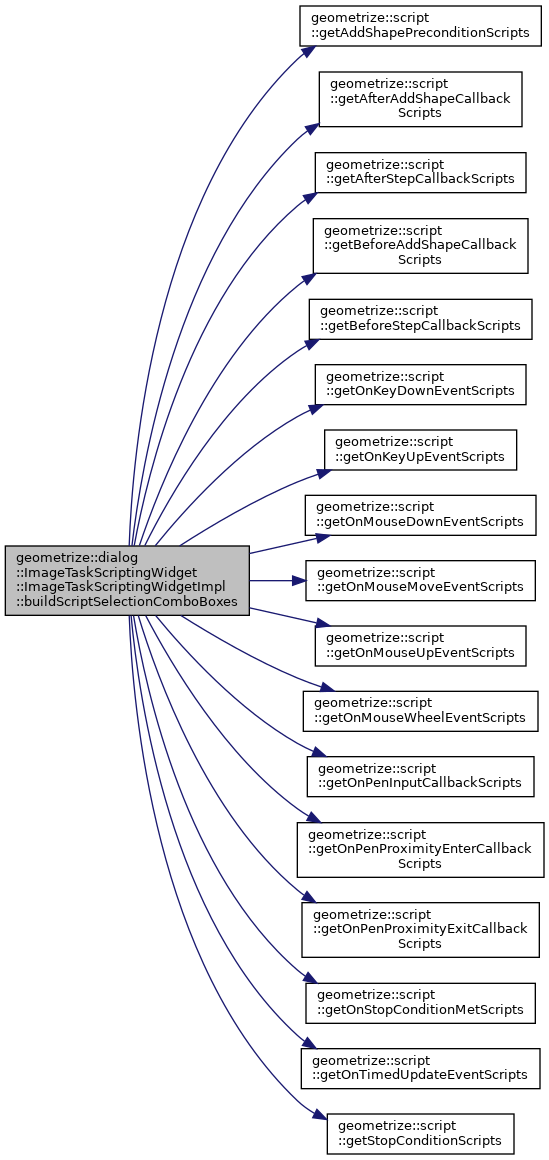 geometrize::script
::getAddShapePreconditionScripts
geometrize::script
::getAfterAddShapeCallback
Scripts
geometrize::script
::getAfterStepCallbackScripts
geometrize::script
::getBeforeAddShapeCallback
Scripts
geometrize::script
::getBeforeStepCallbackScripts
geometrize::script
::getOnKeyDownEventScripts
geometrize::script
::getOnKeyUpEventScripts
geometrize::script
::getOnMouseDownEventScripts
geometrize::dialog
::ImageTaskScriptingWidget
::ImageTaskScriptingWidgetImpl
::buildScriptSelectionComboBoxes
geometrize::script
::getOnMouseMoveEventScripts
geometrize::script
::getOnMouseUpEventScripts
geometrize::script
::getOnMouseWheelEventScripts
geometrize::script
::getOnPenInputCallbackScripts
geometrize::script
::getOnPenProximityEnterCallback
Scripts
geometrize::script
::getOnPenProximityExitCallback
Scripts
geometrize::script
::getOnStopConditionMetScripts
geometrize::script
::getOnTimedUpdateEventScripts
geometrize::script
::getStopConditionScripts